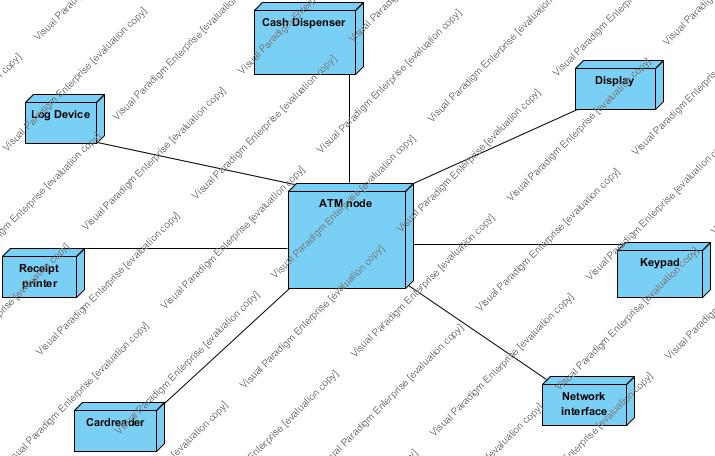 Cash Dispenser
Display
Log Device
ATM node
Receipt
printer
Keypad
Network
interface
Cardreader
Visual Paradigm Enterprise [evaluation copy]